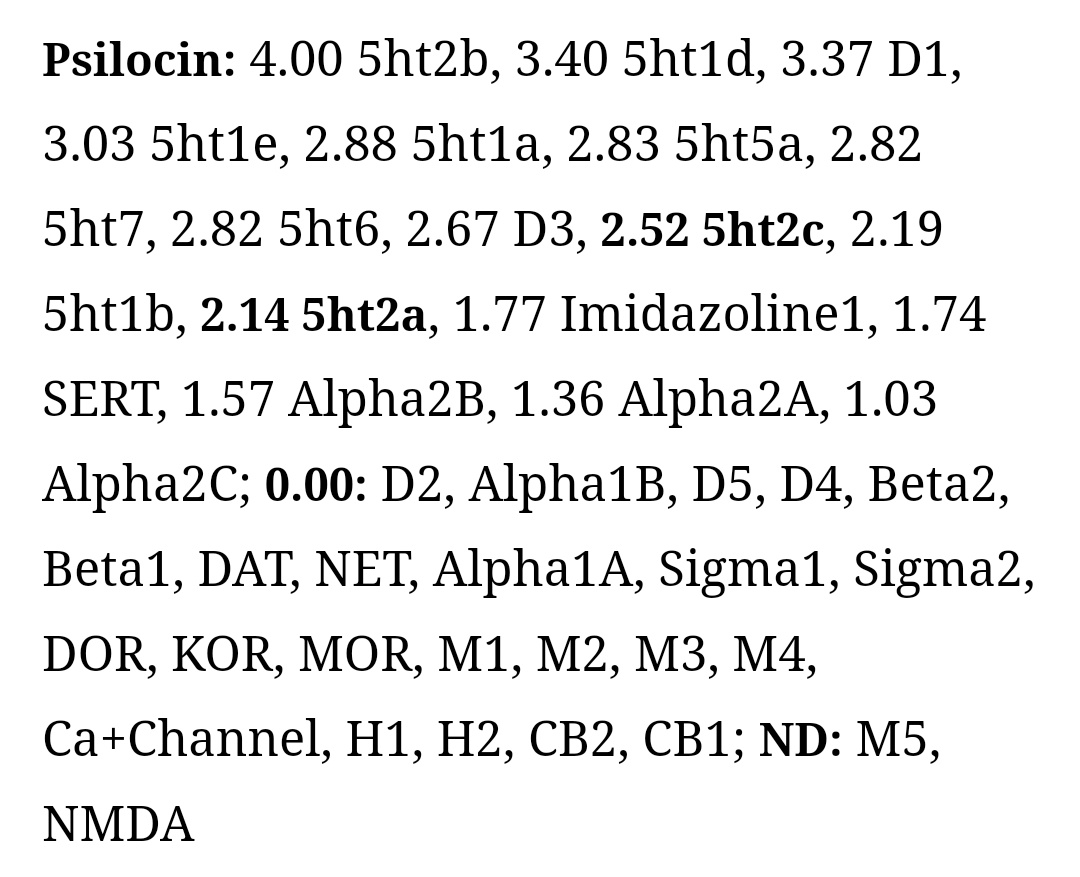 Psilocin: 4.00 5ht2b, 3.40 5ht1d, 3.37 D1,
3.03 5ht1e, 2.88 5ht1a, 2.83 5ht5a, 2.82
5ht7, 2.82 5ht6, 2.67 D3, 2.52 5ht2c, 2.19
5ht1b, 2.14 5ht2a, 1.77 Imidazoline1, 1.74
SERT, 1.57 Alpha2B, 1.36 Alpha2A, 1.03
Alpha2C; 0.00: D2, Alpha1B, D5, D4, Beta2,
Beta1, DAT, NET, Alpha1A, Sigma1, Sigma2,
DOR, KOR, MOR, M1, M2, M3, M4,
Ca+Channel, H1, H2, CB2, CB1; ND: M5,
NMDA